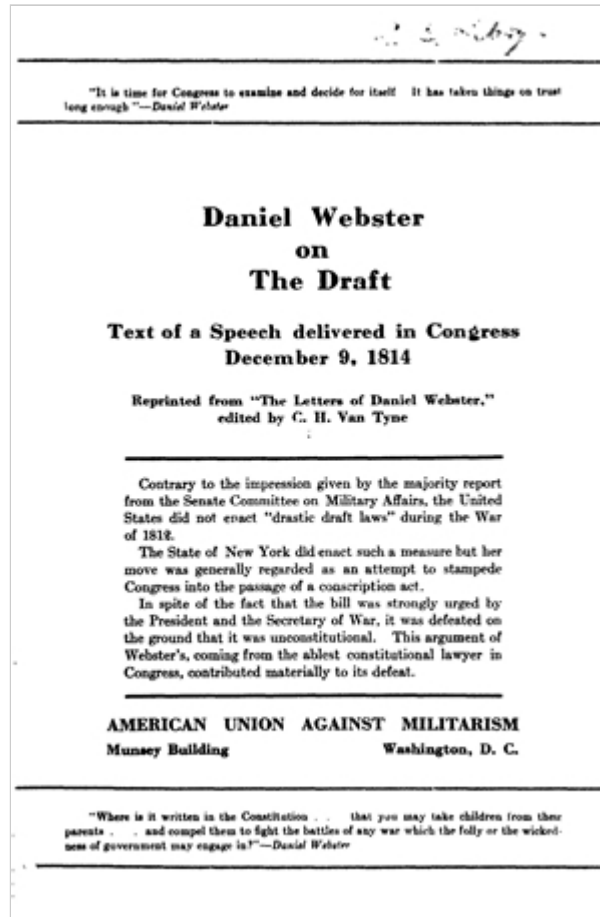 "It is time for Congress to examine and decide for itself It has taken things on trust
long enough"—Daniel Webster
Daniel Webster
on
The Draft
Text of a Speech delivered in Congress
December 9, 1814
Reprinted from "The Letters of Daniel Webster,"
edited by C. H. Van Tyne
Contrary to the impression given by the majority report
from the Senate Committee on Military Affairs, the United
States did not enact "drastic draft laws" during the War
of 1812.
The State of New York did enact such a measure but her
move was generally regarded as an attempt to stampede
Congress into the passage of a conscription act.
In spite of the fact that the bill was strongly urged by
the President and the Secretary of War, it was defeated on
the ground that it was unconstitutional. This argument of
Webster's, coming from the ablest constitutional lawyer in
Congress, contributed materially to its defeat.
AMERICAN UNION AGAINST MILITARISM
Munsey Building Washington, D. C.
"Where is it written in the Constitution . . that you may take children from their
parents . . and compel them to fight the battles of any war which the folly or the wicked-
ness of government may engage in?"—Daniel Webster